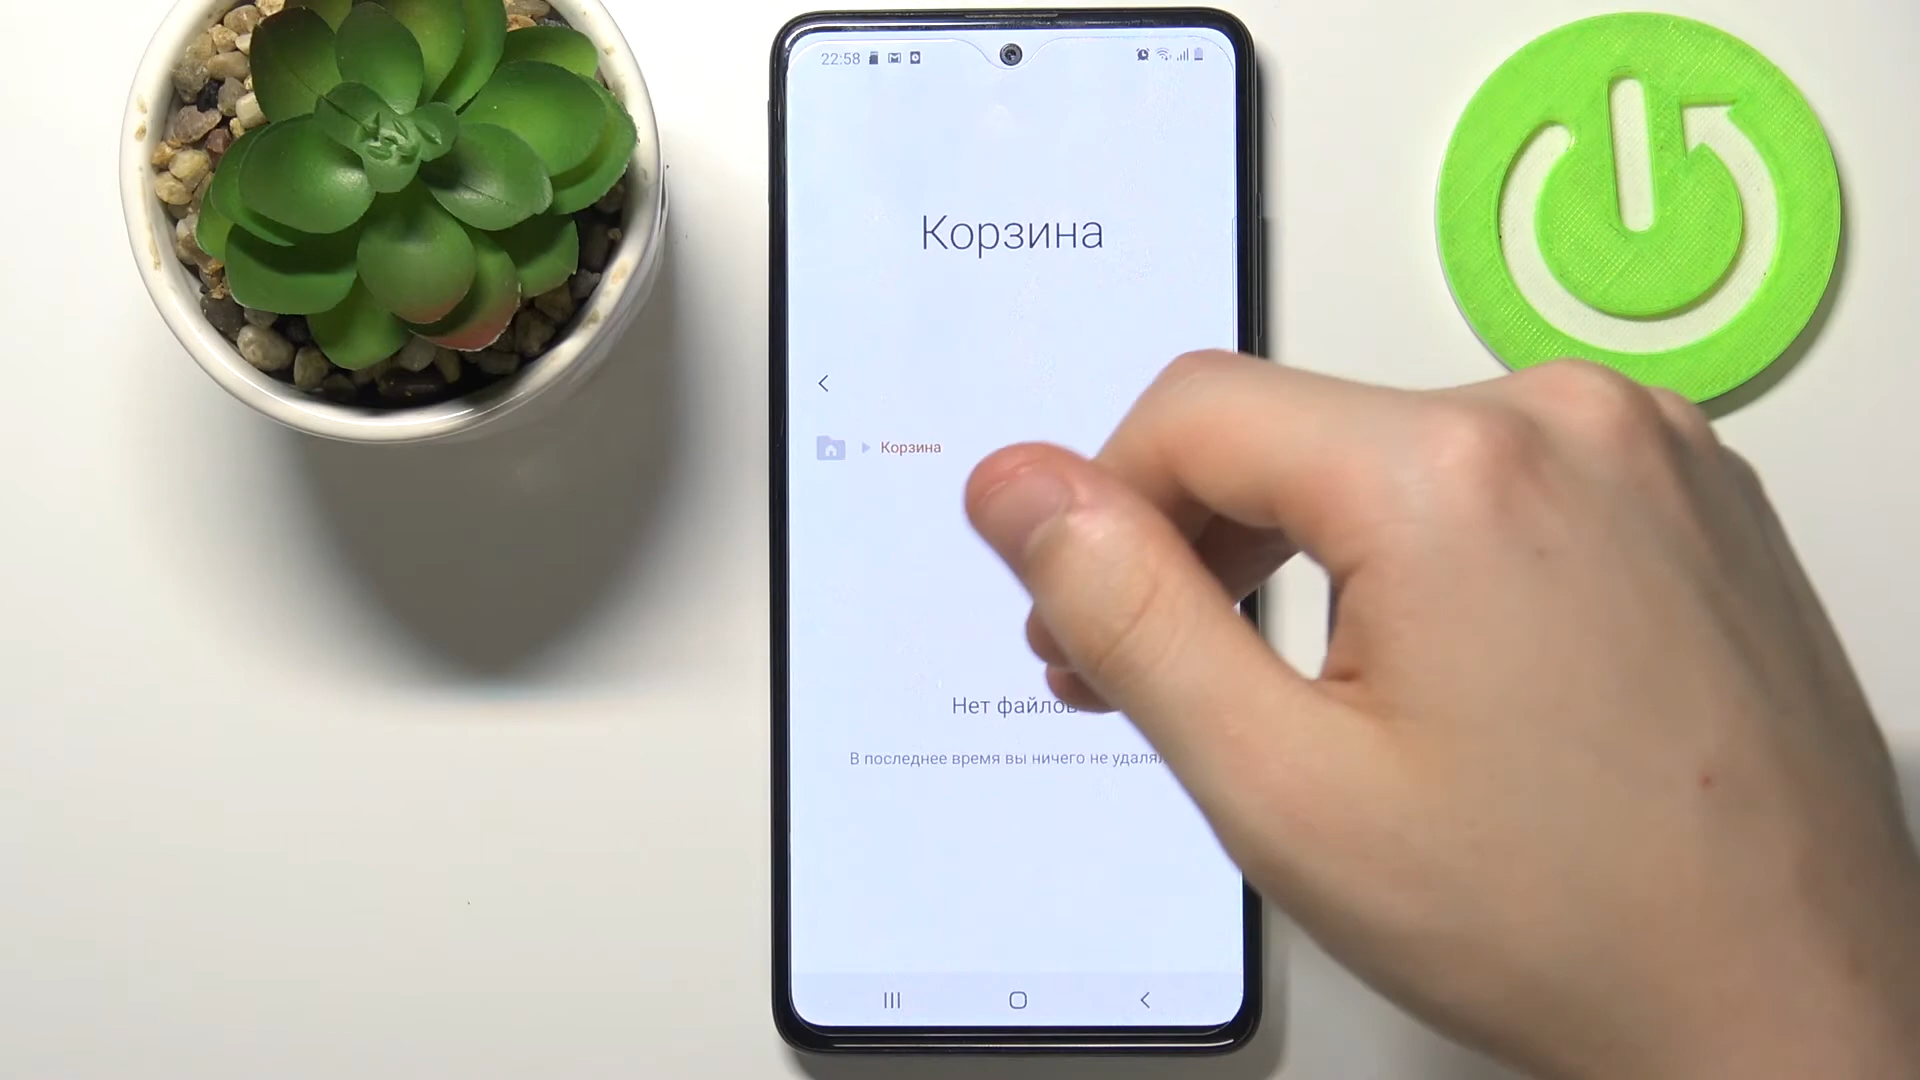 22:58
Корзина
Корзина
Нет файлов
В последнее время вы ничего не удаля